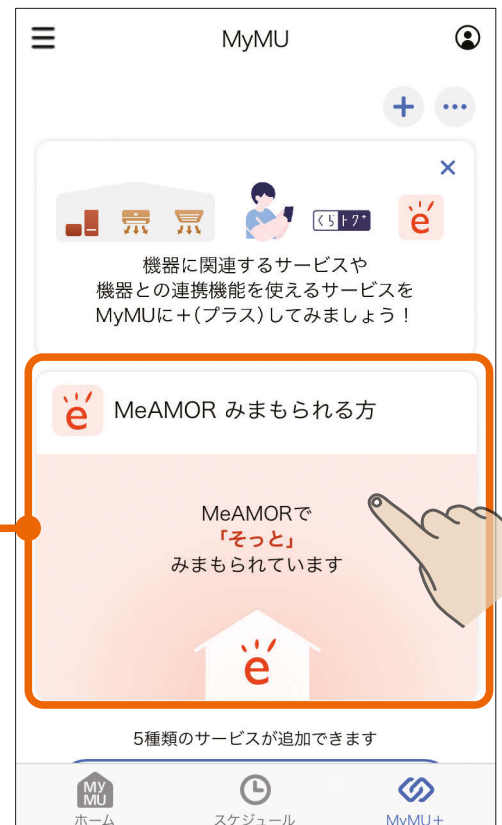 MyMU
くらトク+
e
機器に関連するサービスや
機器との連携機能を使えるサービスを
MyMUに+(プラス)してみましょう!
e
MeAMOR みまもられる方
MeAMORで
「そっと」
みまもられています
e
5種類のサービスが追加できます
MY
MU
ホーム
スケジュール
MyMU+